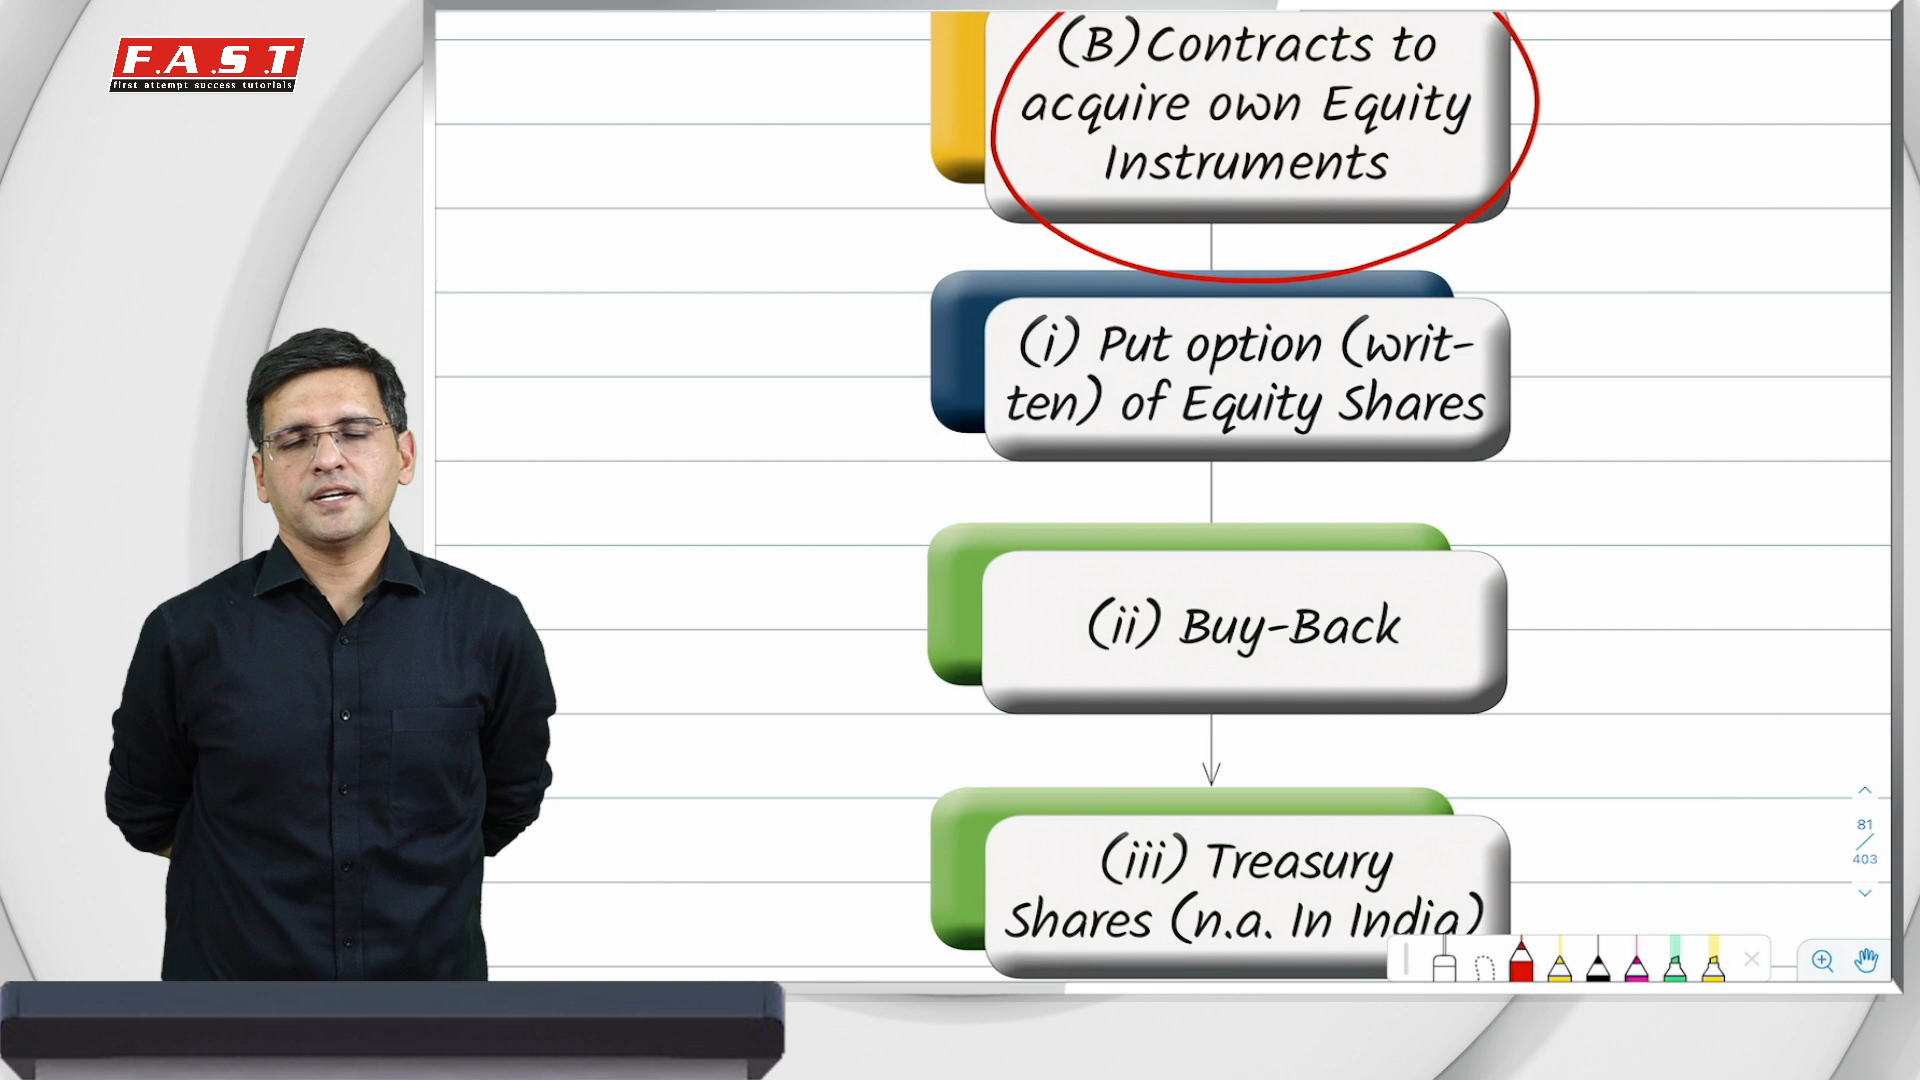 F.A.S.T
first attempt success tutorials
(B)Contracts to
acquire own Equity
Instruments
(i) Put option (writ-
ten) of Equity Shares
(ii) Buy-Back
(iii) Treasury
Shares (n.a. In India)
81
403